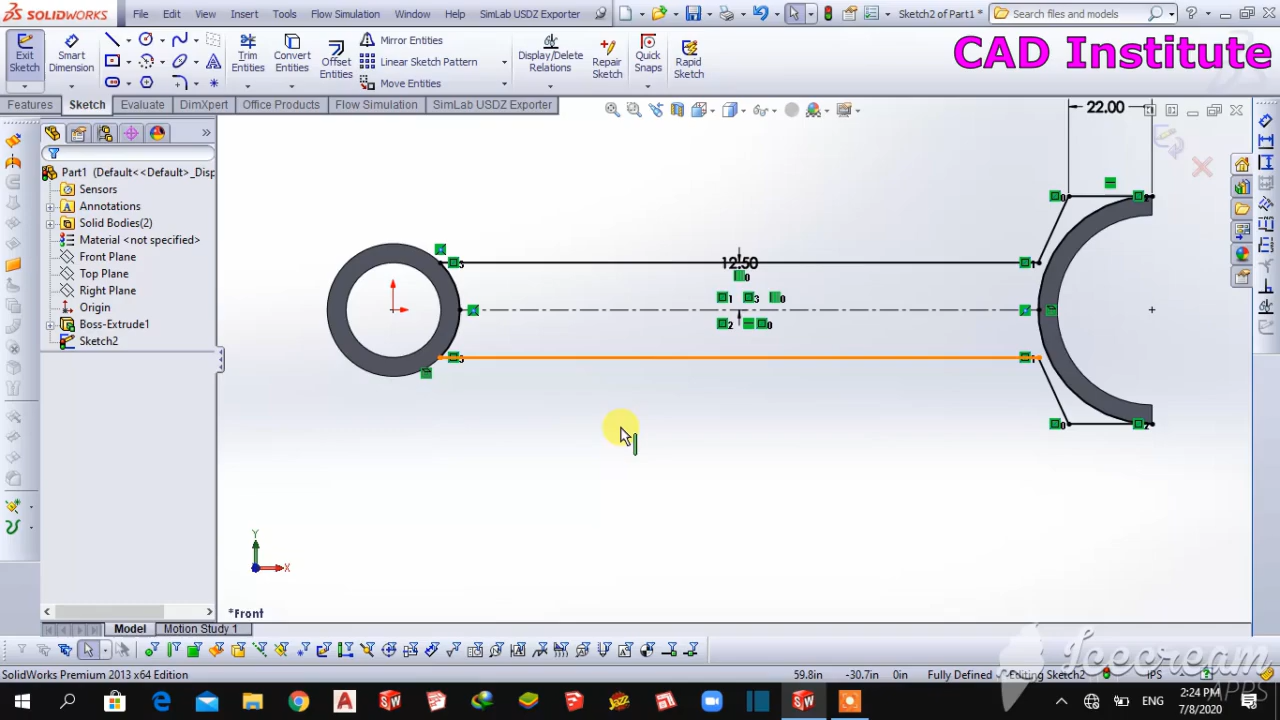 SOLIDWORKS File Edit View Insert Tools Flow Simulation Window Help SimLab USDZ Exporter Sketch2 of Part1 * Search files and models
CAD Institute
Exit Sketch
Smart Dimension
Trim Entities
Convert Entities
Offset Entities
Mirror Entities
Linear Sketch Pattern
Move Entities
Display/Delete Relations
Repair Sketch
Quick Snaps
Rapid Sketch
Features Sketch Evaluate DimXpert Office Products Flow Simulation SimLab USDZ Exporter
22.00
Part1 (Default<<Default>_Disp
Sensors
Annotations
Solid Bodies(2)
Material <not specified>
Front Plane
Top Plane
Right Plane
Origin
Boss-Extrude1
Sketch2
12.50
Y
X
*Front
Model Motion Study 1
SolidWorks Premium 2013 x64 Edition 59.8in -30.7in 0in Fully Defined Editing Sketch2 IPS
Icecream
APPS
ENG
2:24 PM
7/8/2020